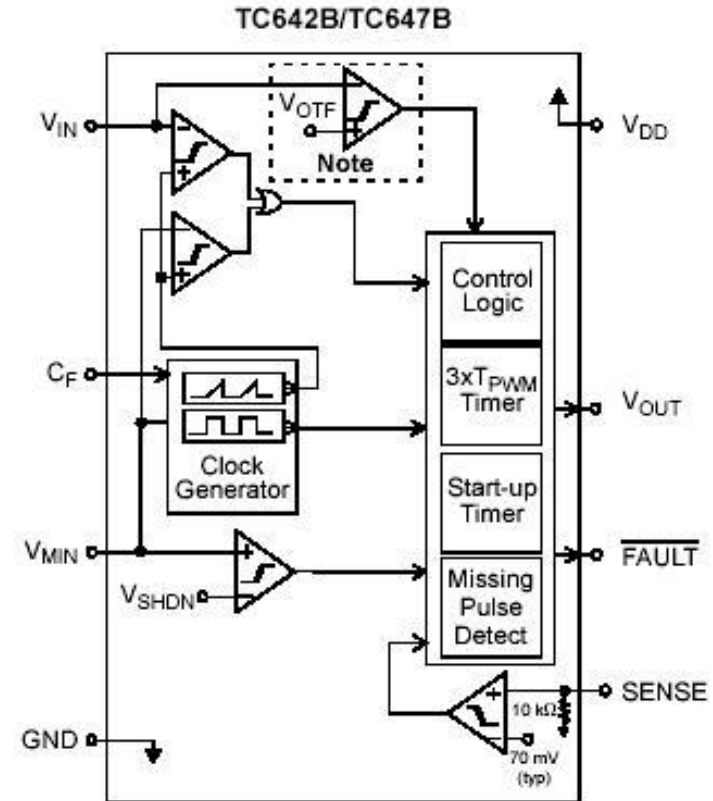 TC642B/TC647B
VIN
VOTF
Note
VDD
Control
Logic
CF
3xTPWM
Timer
VOUT
Clock
Generator
Start-up
Timer
VMIN
FAULT
VSHDN
Missing
Pulse
Detect
SENSE
10 kΩ
GND
70 mV
(typ)